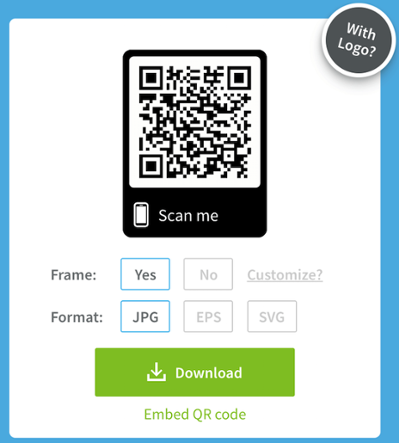 With
Logo?
Scan me
Frame: Yes No Customize?
Format: JPG EPS SVG
Download
Embed QR code